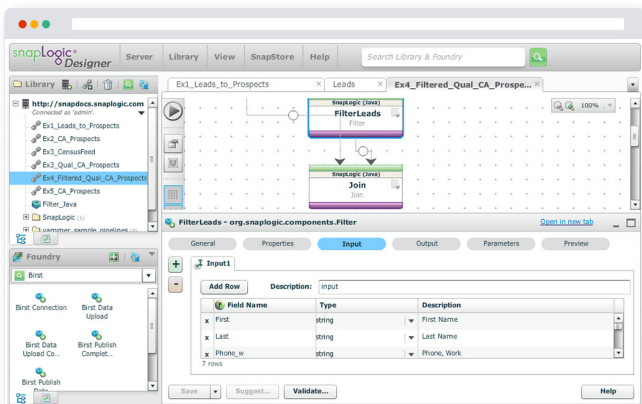 snapLogic®
Designer
Server
Library
View
SnapStore
Help
Search Library & Foundry
Library
http://snapdocs.snaplogic.com
Connected as 'admin'.
Ex1_Leads_to_Prospects
Ex2_CA_Prospects
Ex3_CensusFeed
Ex3_Qual_CA_Prospects
Ex4_Filtered_Qual_CA_Prospects
Ex5_CA_Prospects
Filter_Java
SnapLogic (1)
yammer_sample_pipelines (3)
Ex1_Leads_to_Prospects ×
Leads ×
Ex4_Filtered_Qual_CA_Prospe... ×
SnapLogic (Java)
FilterLeads
Filter
100%
SnapLogic (Java)
Join
Join
Foundry
Birst
Birst Connection
Birst Data
Upload
Birst Data
Upload Co...
Birst Publish
Complet...
Birst Publish
FilterLeads - org.snaplogic.components.Filter
Open in new tab
General
Properties
Input
Output
Parameters
Preview
+
-
Input1
Add Row
Description:
input
Field Name
Type
Description
x First string First Name
x Last string Last Name
x Phone_w string Phone, Work
7 rows
Save
Suggest...
Validate...
Help